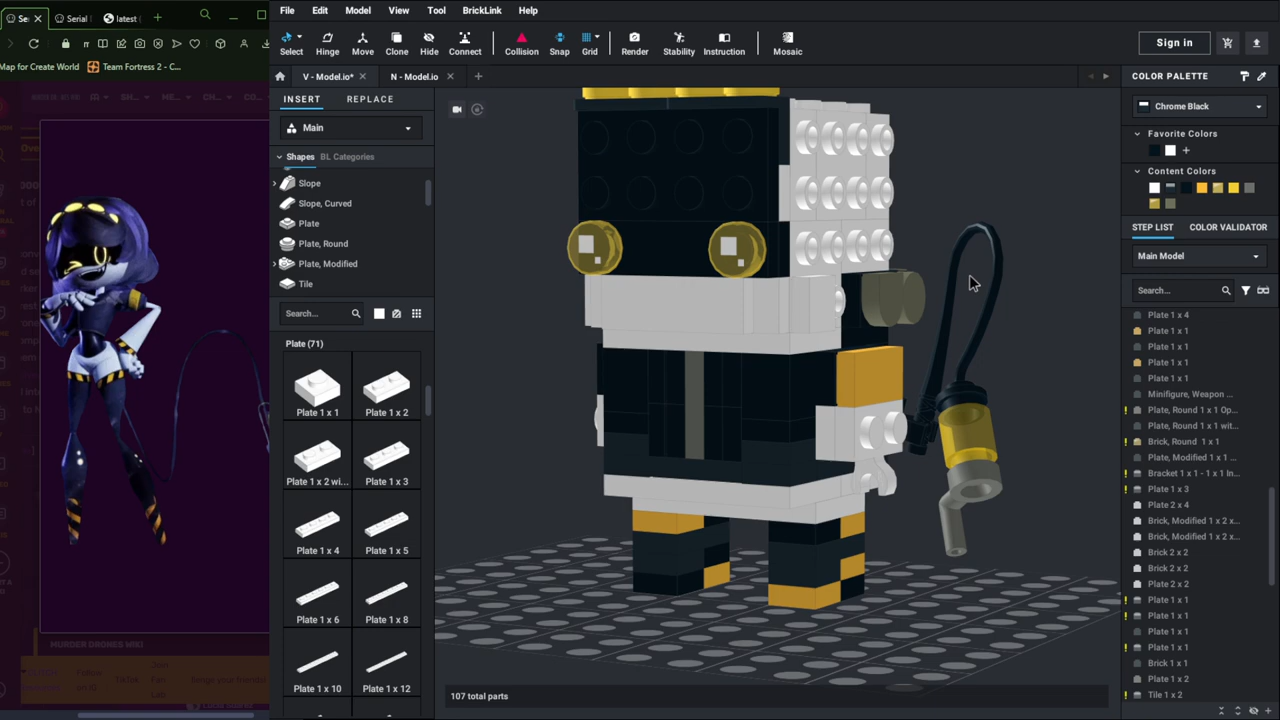 Se
Serial
latest (
File Edit Model View Tool BrickLink Help
Select Hinge Move Clone Hide Connect Collision Snap Grid Render Stability Instruction Mosaic
Sign in
Map for Create World
Team Fortress 2 - C...
V - Model.io*
N - Model.io
INSERT REPLACE
Main
Shapes BL Categories
Slope
Slope, Curved
Plate
Plate, Round
Plate, Modified
Tile
Search...
Plate (71)
Plate 1 x 1
Plate 1 x 2
Plate 1 x 2 wi...
Plate 1 x 3
Plate 1 x 4
Plate 1 x 5
Plate 1 x 6
Plate 1 x 8
Plate 1 x 10
Plate 1 x 12
MURDER DRONES WIKI
107 total parts
COLOR PALETTE
Chrome Black
Favorite Colors
Content Colors
STEP LIST COLOR VALIDATOR
Main Model
Search...
Plate 1 x 4
Plate 1 x 1
Plate 1 x 1
Plate 1 x 1
Plate 1 x 1
Minifigure, Weapon ...
Plate, Round 1 x 1 Op...
Plate, Round 1 x 1 wit...
Brick, Round 1 x 1
Plate, Modified 1 x 1 ...
Bracket 1 x 1 - 1 x 1 In...
Plate 1 x 3
Plate 2 x 4
Brick, Modified 1 x 2 x...
Brick, Modified 1 x 2 x...
Brick 2 x 2
Brick 2 x 2
Plate 2 x 2
Plate 1 x 1
Plate 1 x 1
Plate 1 x 1
Plate 1 x 1
Brick 1 x 1
Plate 1 x 2
Tile 1 x 2